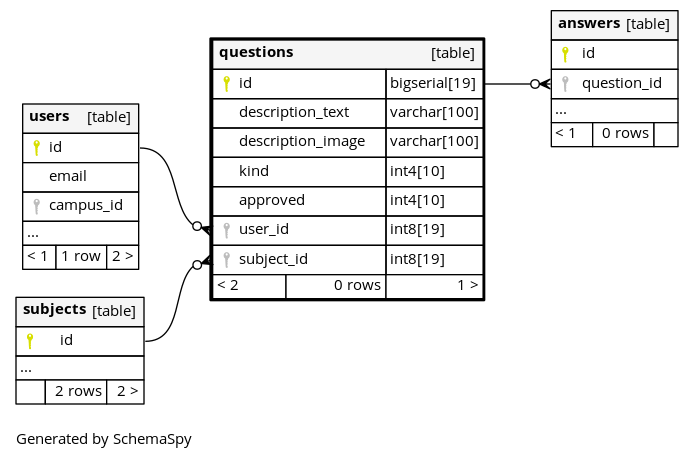 answers [table]
id
question_id
...
< 1 0 rows
questions [table]
id bigserial[19]
description_text varchar[100]
description_image varchar[100]
kind int4[10]
approved int4[10]
user_id int8[19]
subject_id int8[19]
< 2 0 rows 1 >
users [table]
id
email
campus_id
...
< 1 1 row 2 >
subjects [table]
id
...
2 rows 2 >
Generated by SchemaSpy